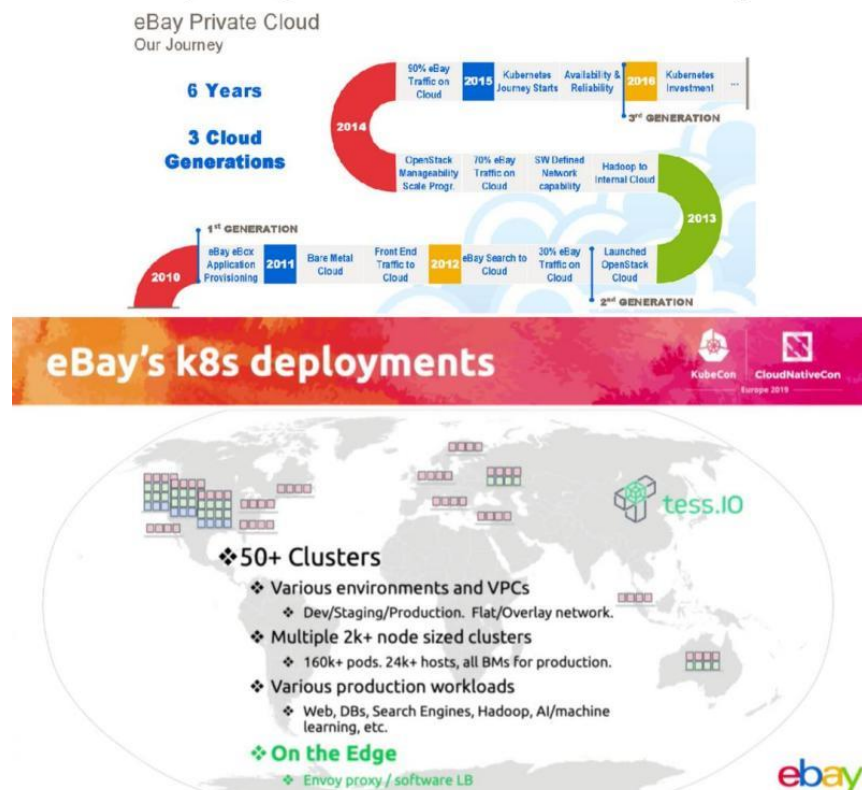 eBay Private Cloud
Our Journey
6 Years
3 Cloud
Generations
90% eBay
Traffic on
Cloud
2015
Kubernetes
Journey Starts
Availability &
Reliability
2016
Kubernetes
Investment
...
3rd GENERATION
2014
OpenStack
Manageability
Scale Progr.
70% eBay
Traffic on
Cloud
SW Defined
Network
capability
Hadoop to
Internal Cloud
2013
1st GENERATION
2010
eBay eBox
Application
Provisioning
2011
Bare Metal
Cloud
Front End
Traffic to
Cloud
2012
eBay Search to
Cloud
30% eBay
Traffic on
Cloud
Launched
OpenStack
Cloud
2nd GENERATION
eBay's k8s deployments
KubeCon
CloudNativeCon
Europe 2019
tess.IO
❖50+ Clusters
❖ Various environments and VPCs
❖ Dev/Staging/Production. Flat/Overlay network.
❖ Multiple 2k+ node sized clusters
❖ 160k+ pods. 24k+ hosts, all BMs for production.
❖ Various production workloads
❖ Web, DBs, Search Engines, Hadoop, AI/machine
learning, etc.
❖ On the Edge
❖ Envoy proxy / software LB
ebay